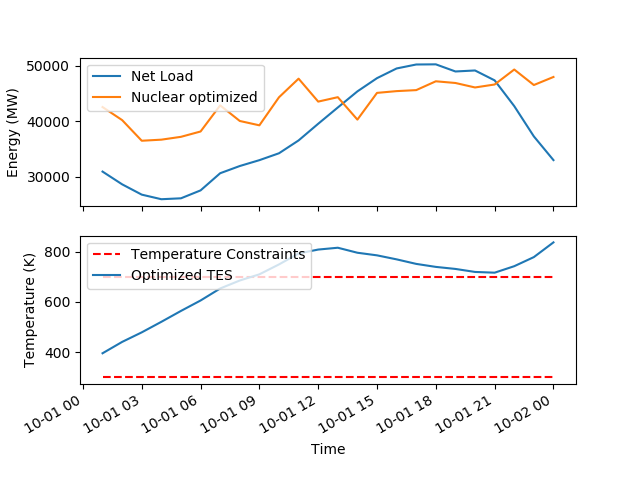 50000
40000
30000
Energy (MW)
Net Load
Nuclear optimized
800
600
400
Temperature (K)
Temperature Constraints
Optimized TES
10-01 00
10-01 03
10-01 06
10-01 09
10-01 12
10-01 15
10-01 18
10-01 21
10-02 00
Time